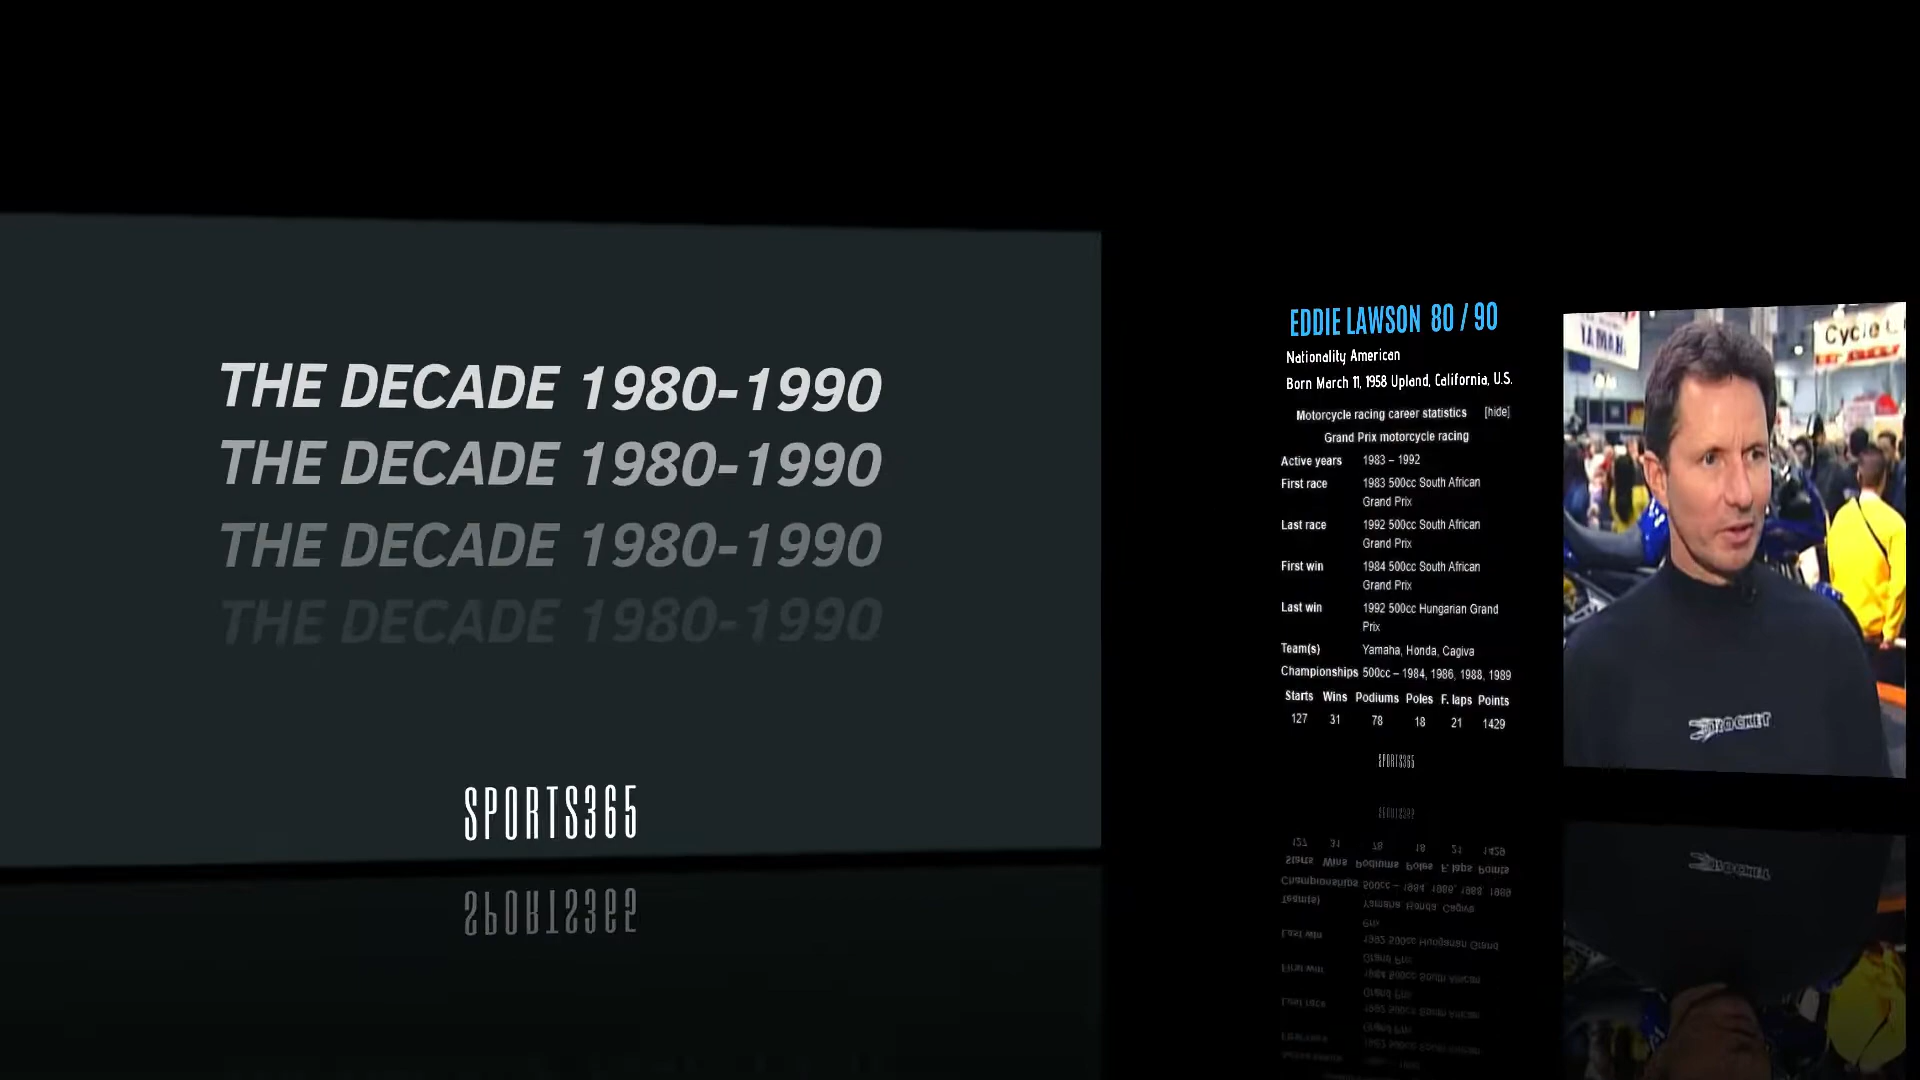 THE DECADE 1980-1990
THE DECADE 1980-1990
THE DECADE 1980-1990
THE DECADE 1980-1990
SPORTS365
EDDIE LAWSON 80 / 90
Nationality American
Born March 11, 1958 Upland, California, U.S.
Motorcycle racing career statistics [hide]
Grand Prix motorcycle racing
Active years 1983 – 1992
First race 1983 500cc South African
Grand Prix
Last race 1992 500cc South African
Grand Prix
First win 1984 500cc South African
Grand Prix
Last win 1992 500cc Hungarian Grand
Prix
Team(s) Yamaha, Honda, Cagiva
Championships 500cc – 1984, 1986, 1988, 1989
Starts Wins Podiums Poles F. laps Points
127 31 78 18 21 1429
SPORTS365
Cycle